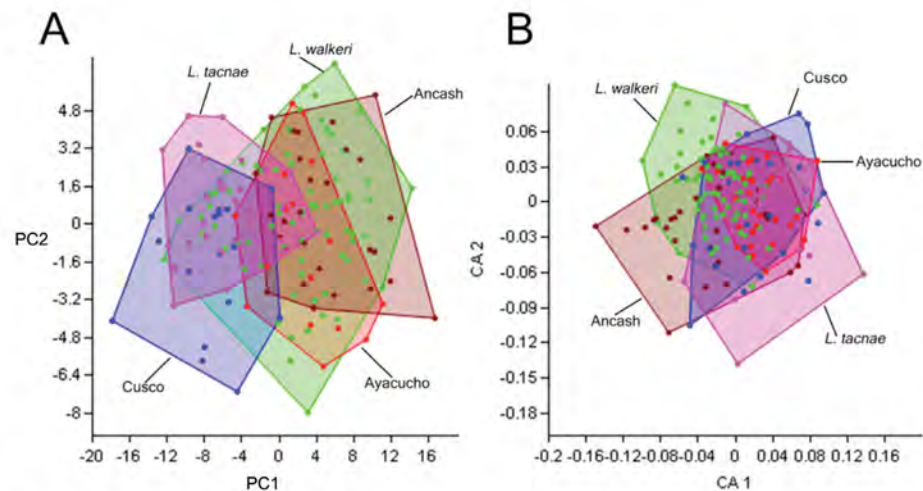 A
L. walkeri
L. tacnae
Ancash
PC2
4.8
3.2
1.6
0
-1.6
-3.2
-4.8
-6.4
-8
Cusco
Ayacucho
-20 -16 -12 -8 -4 0 4 8 12 16
PC1
B
Cusco
L. walkeri
Ayacucho
CA 2
0.06
0.03
0
-0.03
-0.06
-0.09
-0.12
-0.15
-0.18
Ancash
L. tacnae
-0.2 -0.16 -0.12 -0.08 -0.04 0 0.04 0.08 0.12 0.16
CA 1